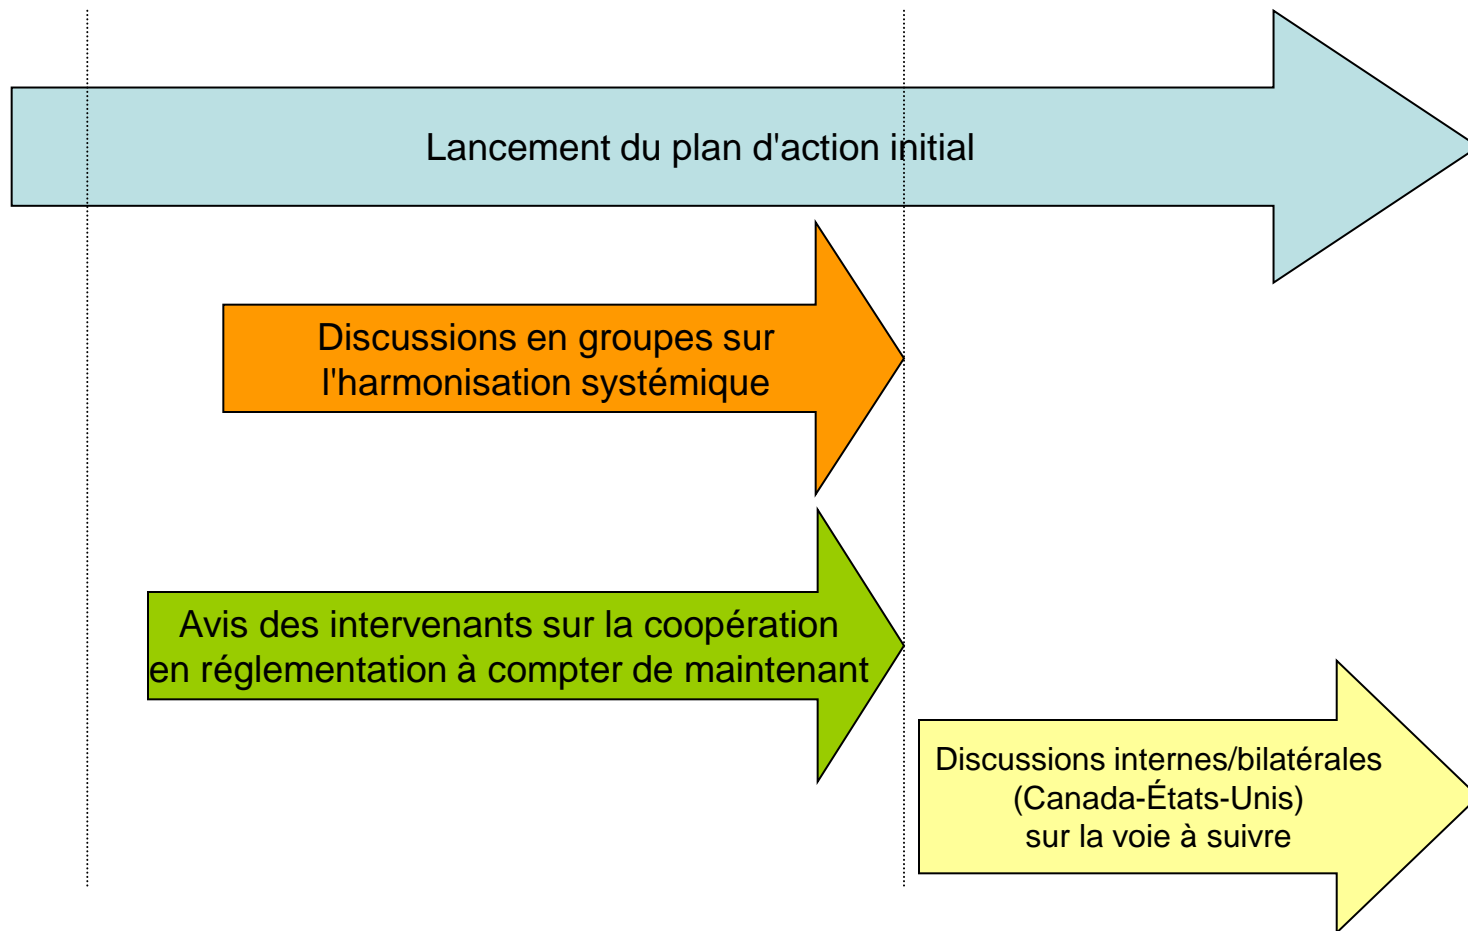 Lancement du plan d'action initial
Discussions en groupes sur
l'harmonisation systémique
Avis des intervenants sur la coopération
en réglementation à compter de maintenant
Discussions internes/bilatérales
(Canada-États-Unis)
sur la voie à suivre